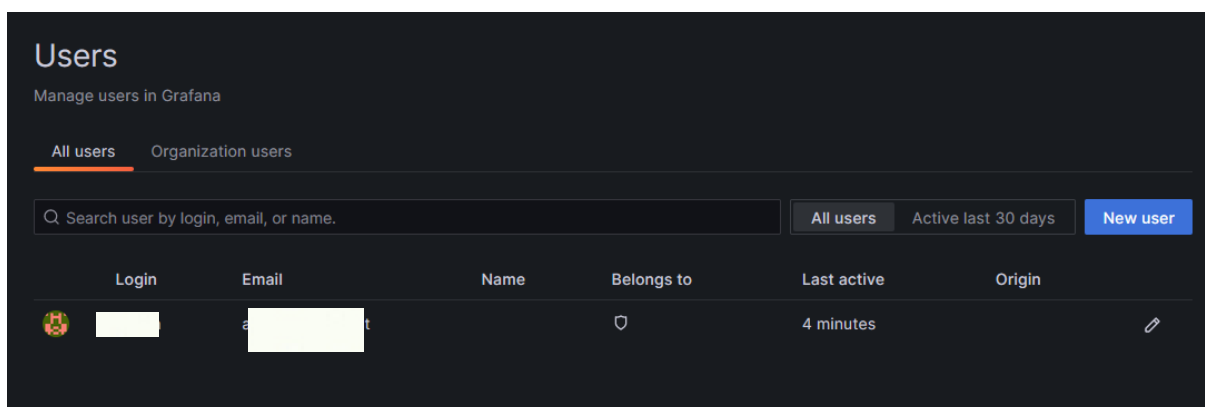 Users
Manage users in Grafana
All users Organization users
Search user by login, email, or name. All users Active last 30 days New user
Login Email Name Belongs to Last active Origin
4 minutes